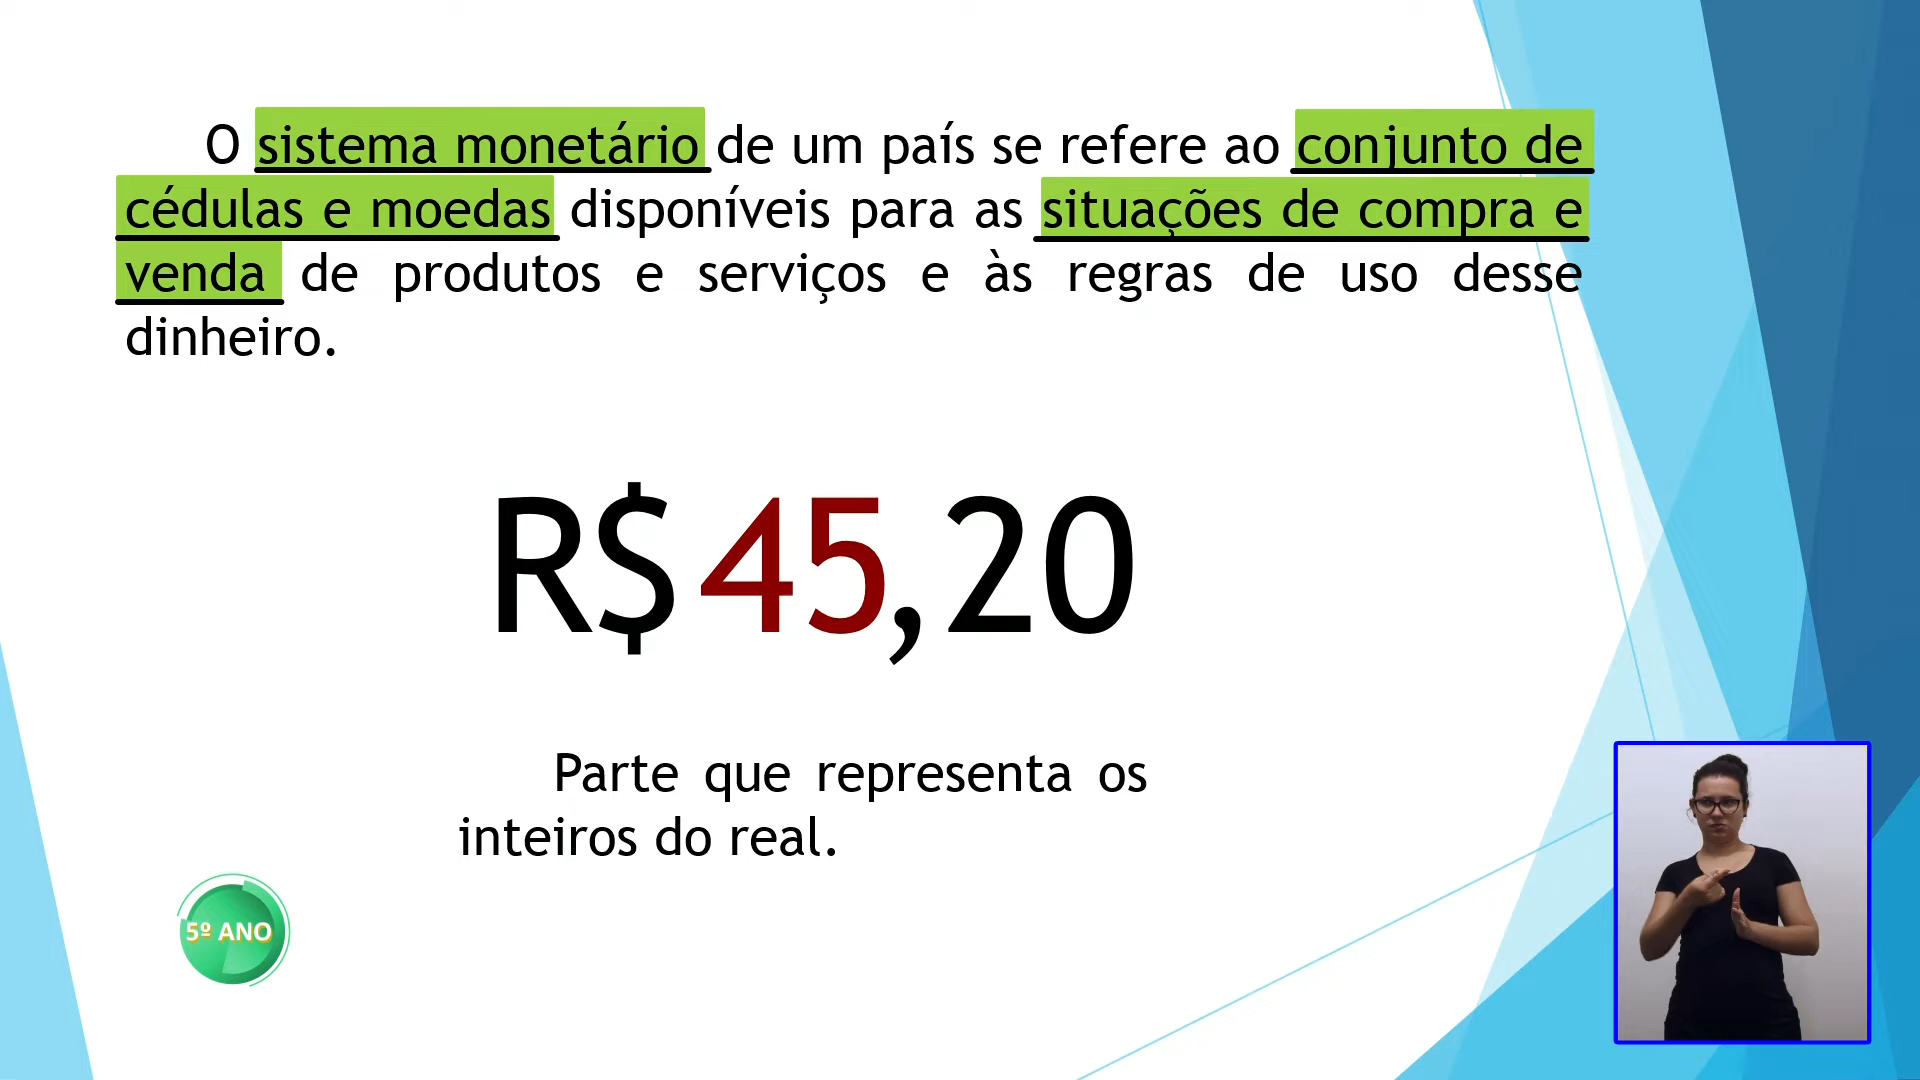 O sistema monetário de um país se refere ao conjunto de
cédulas e moedas disponíveis para as situações de compra e
venda de produtos e serviços e às regras de uso desse
dinheiro.
R$ 45,20
Parte que representa os
inteiros do real.
5º ANO